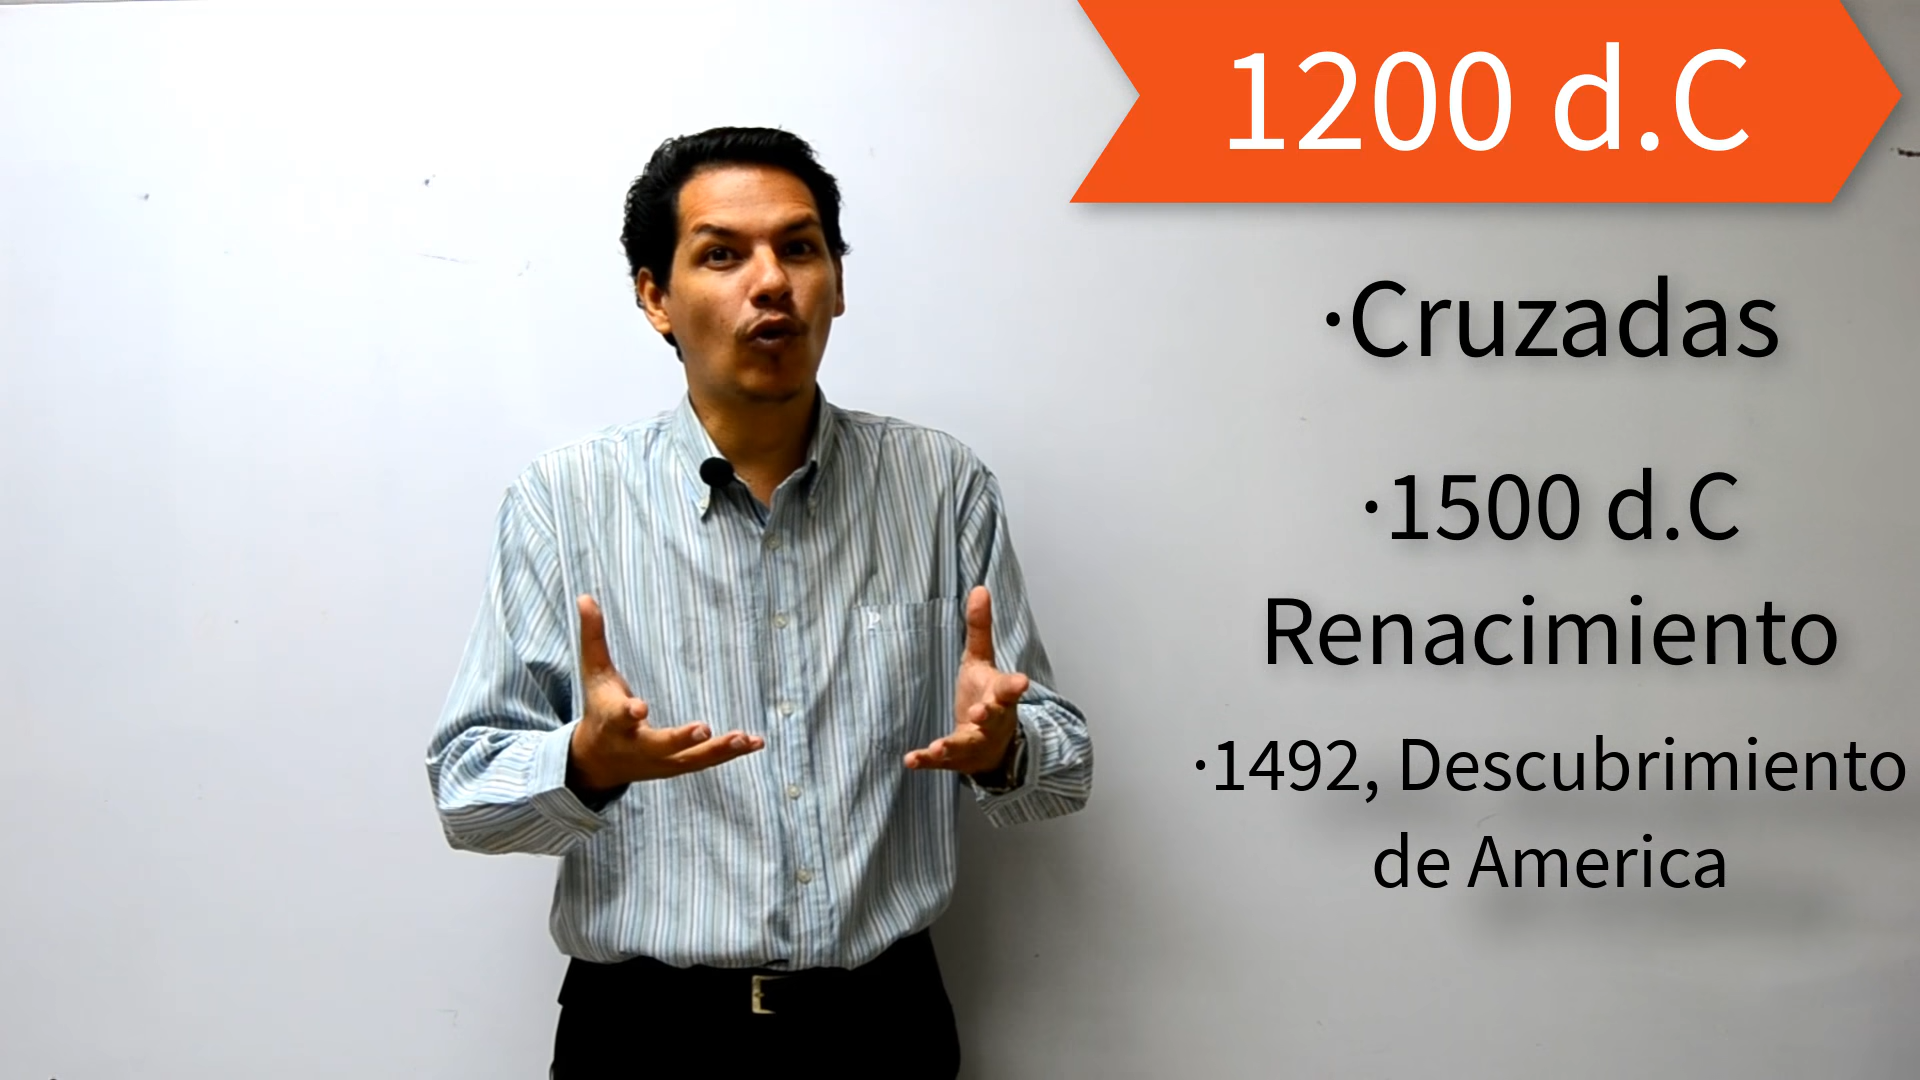 1200 d.C
·Cruzadas
·1500 d.C
Renacimiento
·1492, Descubrimiento
de America